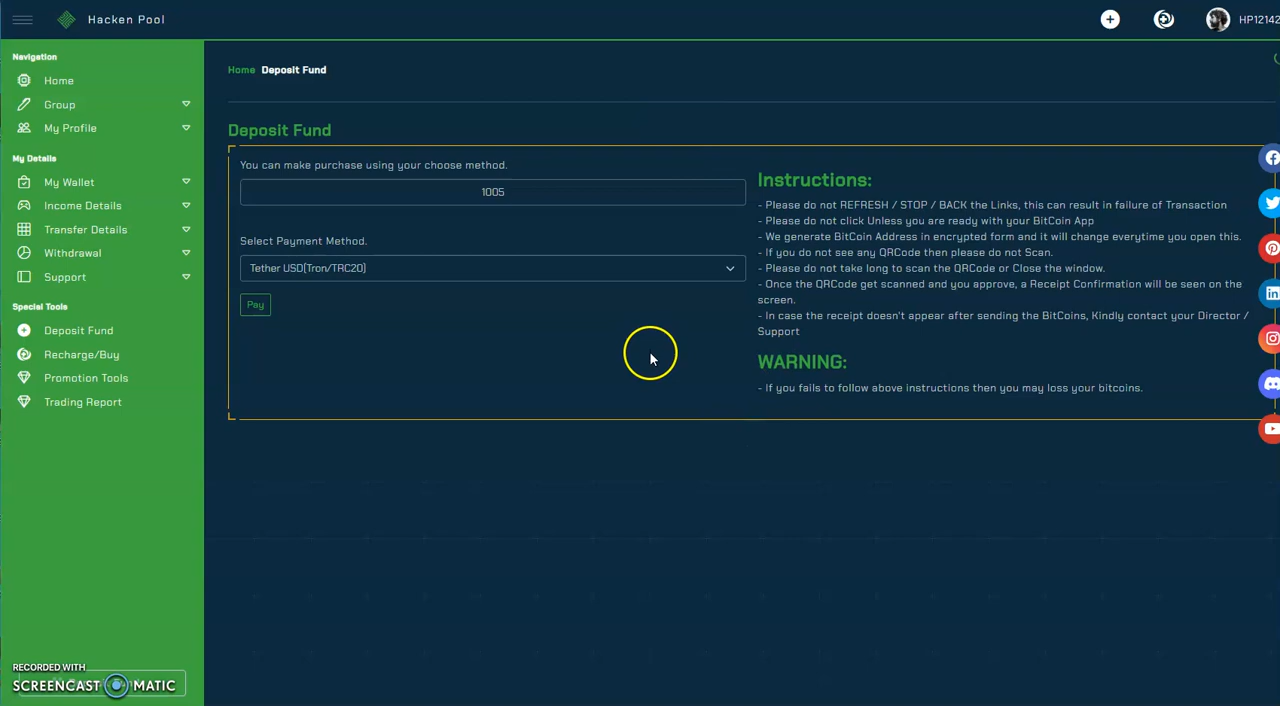 Hacken Pool
HP12142
Navigation
Home
Group
My Profile
My Details
My Wallet
Income Details
Transfer Details
Withdrawal
Support
Special Tools
Deposit Fund
Recharge/Buy
Promotion Tools
Trading Report
RECORDED WITH
SCREENCAST MATIC
Home Deposit Fund
Deposit Fund
You can make purchase using your choose method.
1005
Select Payment Method.
Tether USD(Tron/TRC20)
Pay
Instructions:
- Please do not REFRESH / STOP / BACK the Links, this can result in failure of Transaction
- Please do not click Unless you are ready with your BitCoin App
- We generate BitCoin Address in encrypted form and it will change everytime you open this.
- If you do not see any QRCode then please do not Scan.
- Please do not take long to scan the QRCode or Close the window.
- Once the QRCode get scanned and you approve, a Receipt Confirmation will be seen on the
screen.
- In case the receipt doesn't appear after sending the BitCoins, Kindly contact your Director /
Support
WARNING:
- If you fails to follow above instructions then you may loss your bitcoins.